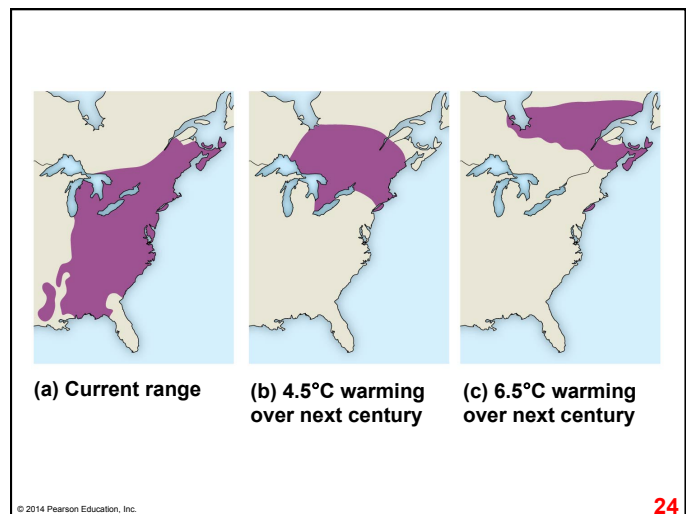 (a) Current range
(b) 4.5°C warming
over next century
(c) 6.5°C warming
over next century
© 2014 Pearson Education, Inc.
24